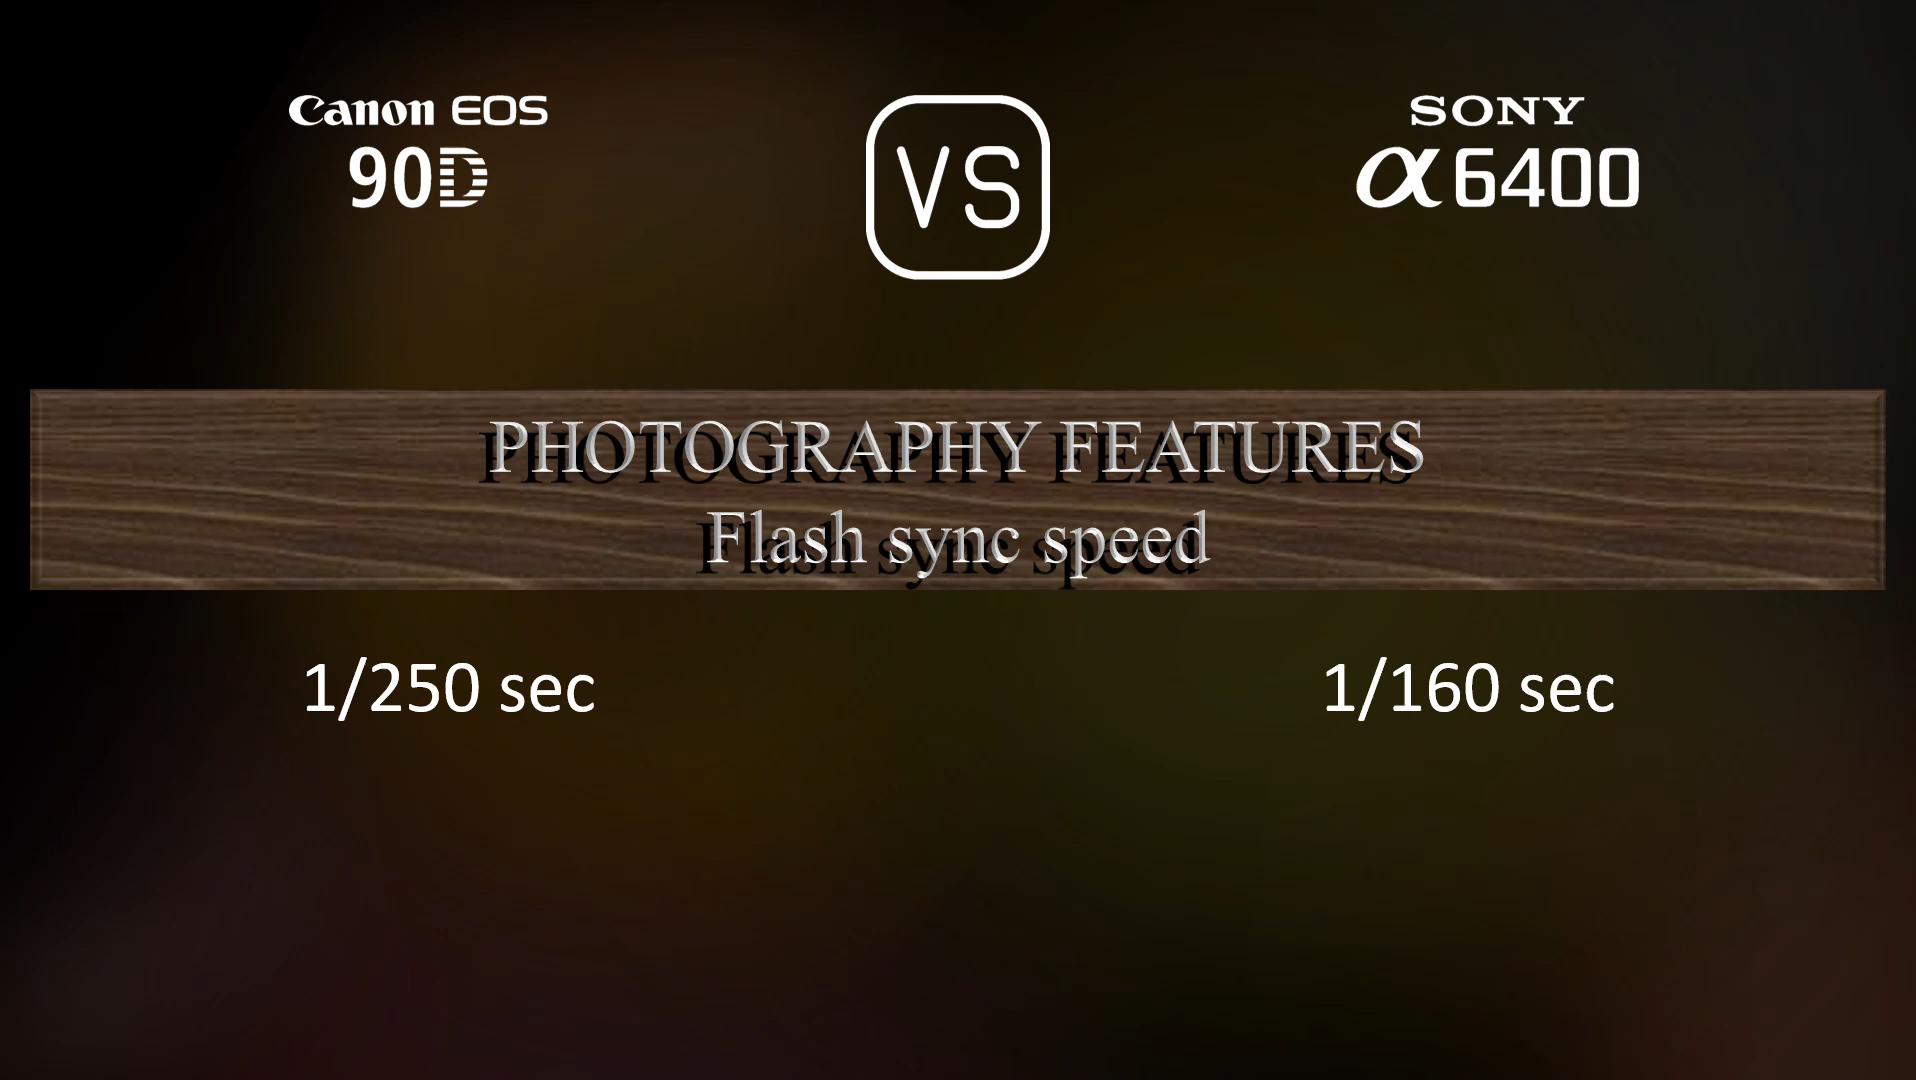 Canon EOS
90D
VS
SONY
α6400
PHOTOGRAPHY FEATURES
Flash sync speed
1/250 sec
1/160 sec